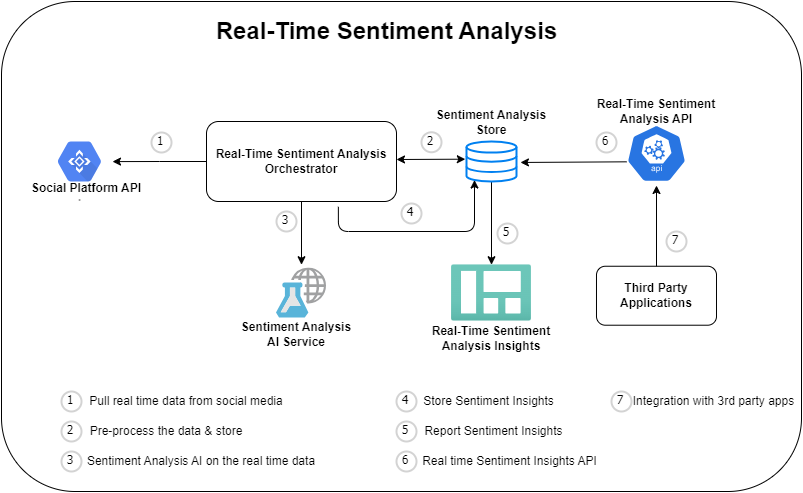 Real-Time Sentiment Analysis
Real-Time Sentiment
Analysis API
Sentiment Analysis
Store
1
2
6
Real-Time Sentiment Analysis
Orchestrator
api
Social Platform API
3
4
5
7
Third Party
Applications
Sentiment Analysis
AI Service
Real-Time Sentiment
Analysis Insights
1 Pull real time data from social media
2 Pre-process the data & store
3 Sentiment Analysis AI on the real time data
4 Store Sentiment Insights
5 Report Sentiment Insights
6 Real time Sentiment Insights API
7 Integration with 3rd party apps